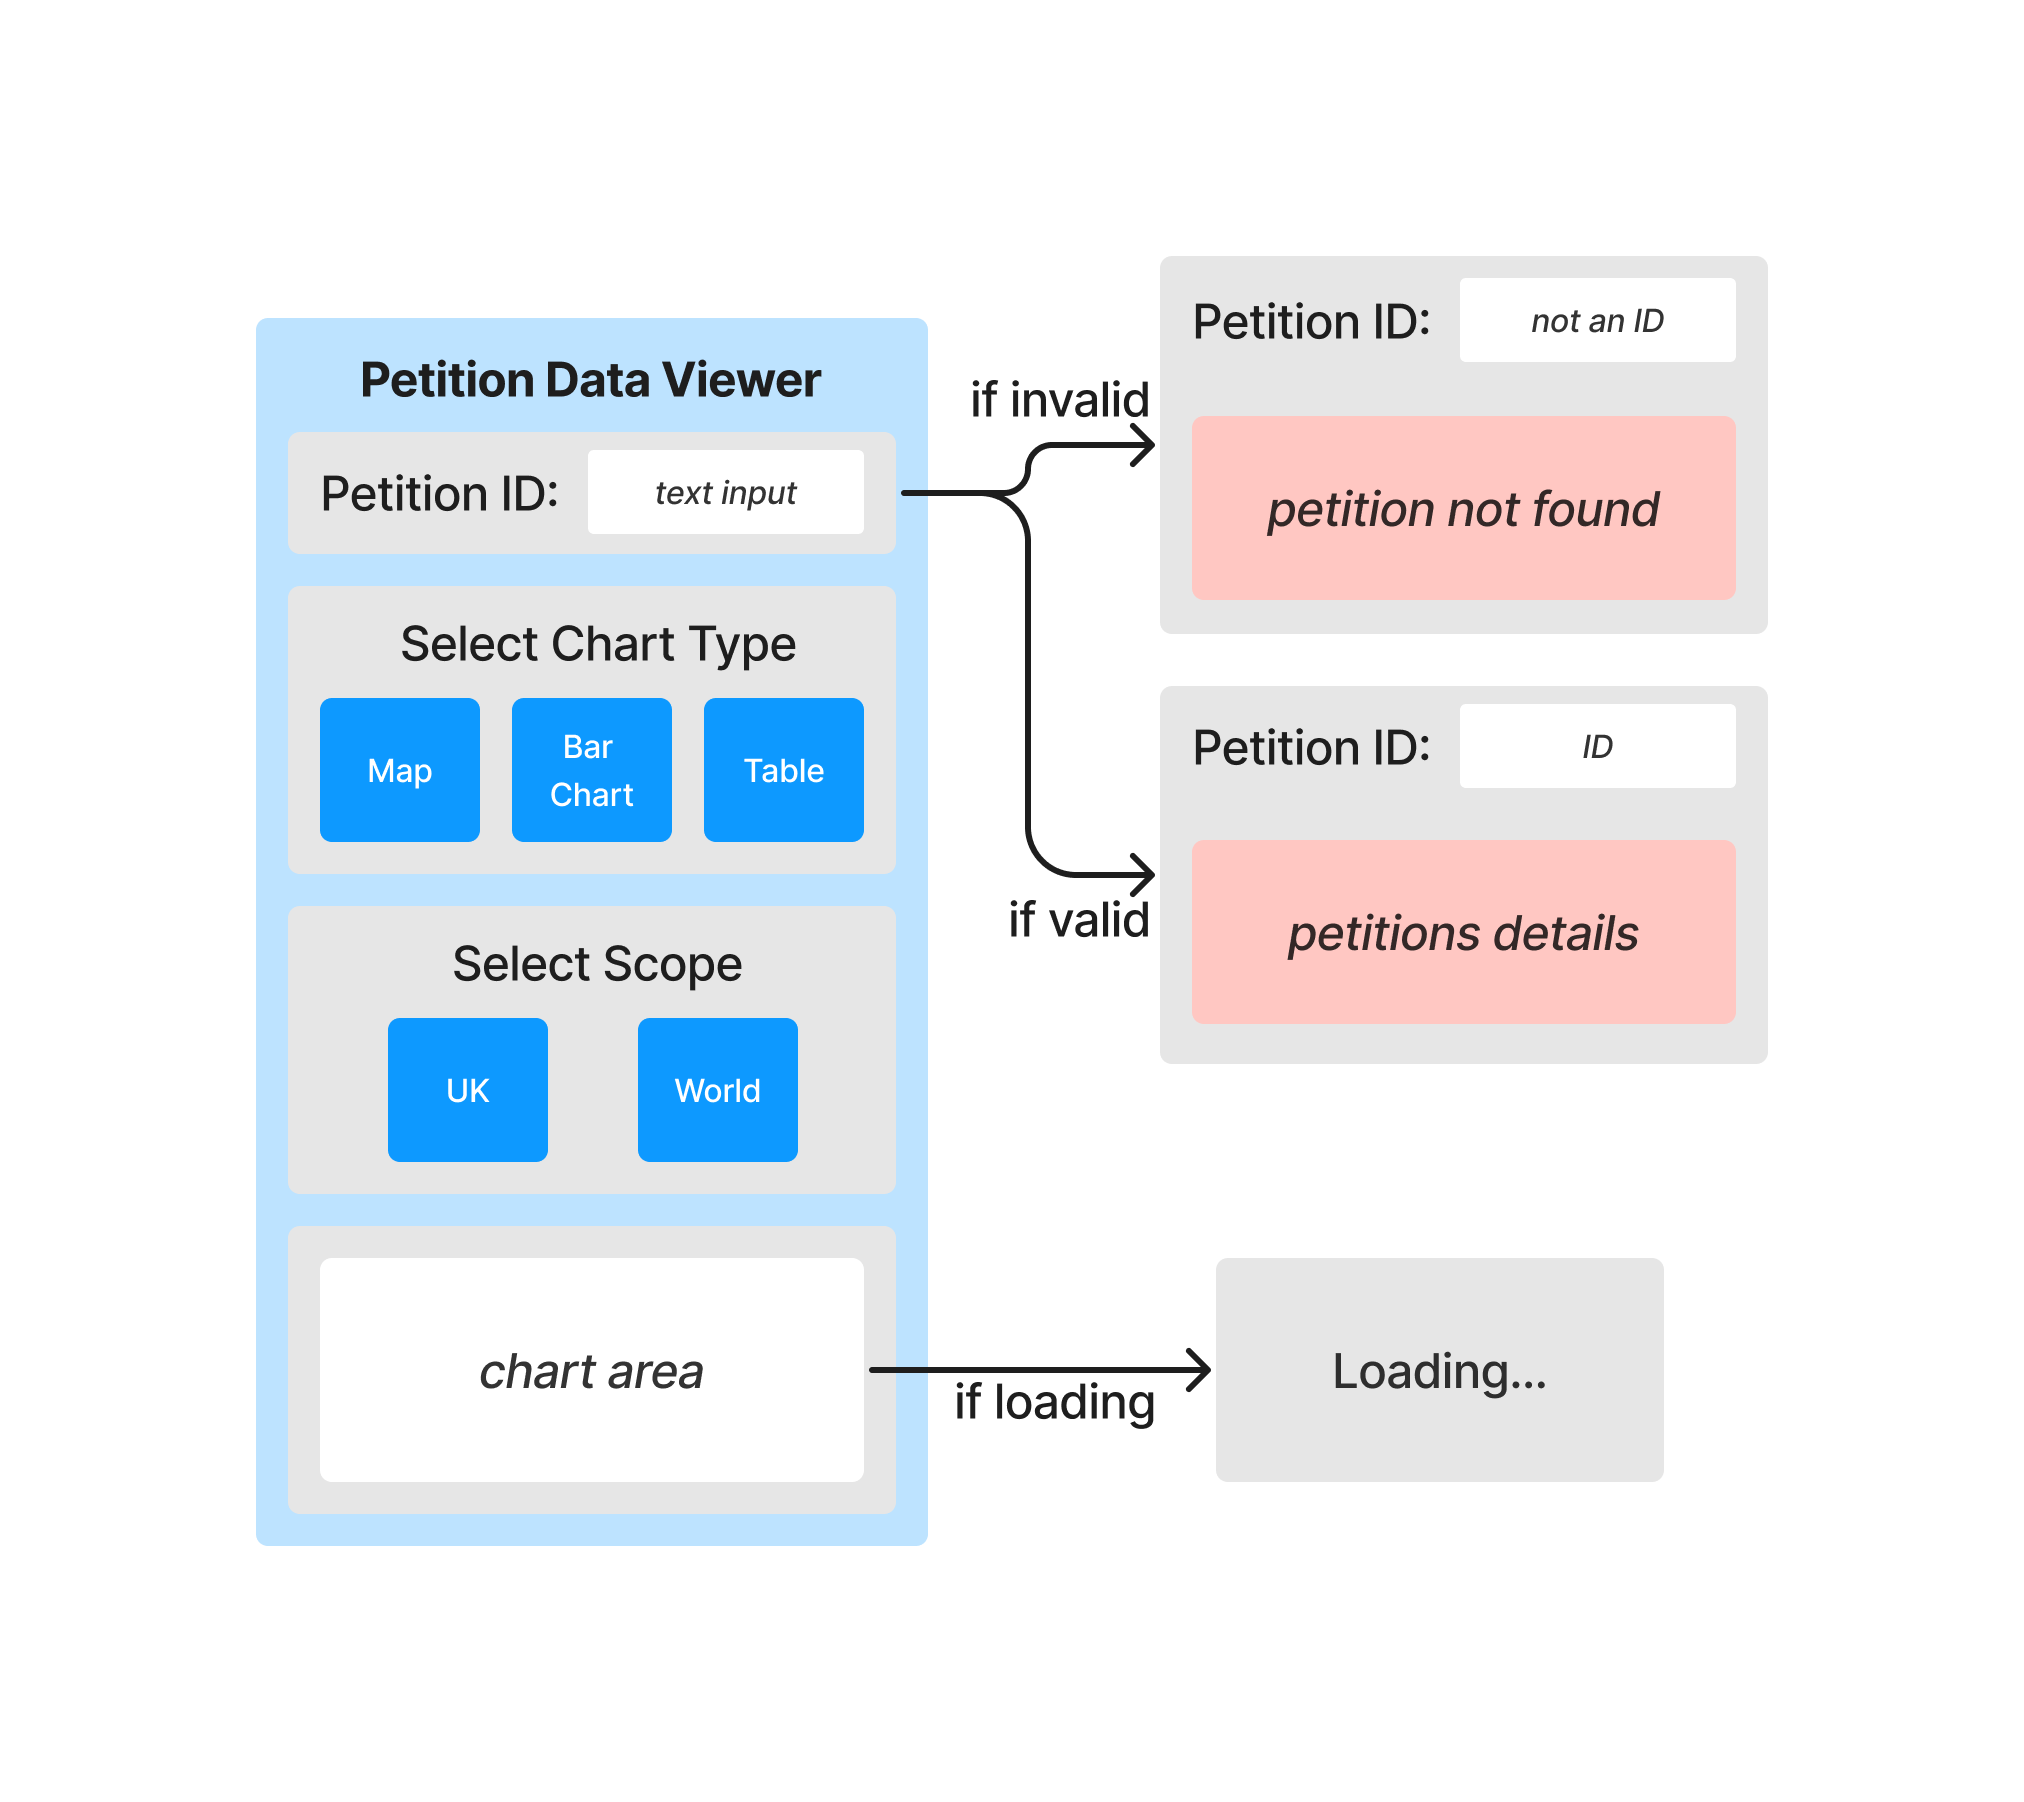 Petition Data Viewer
Petition ID:
text input
Select Chart Type
Map
Bar
Chart
Table
Select Scope
UK
World
chart area
if invalid
Petition ID:
not an ID
petition not found
if valid
Petition ID:
ID
petitions details
if loading
Loading...